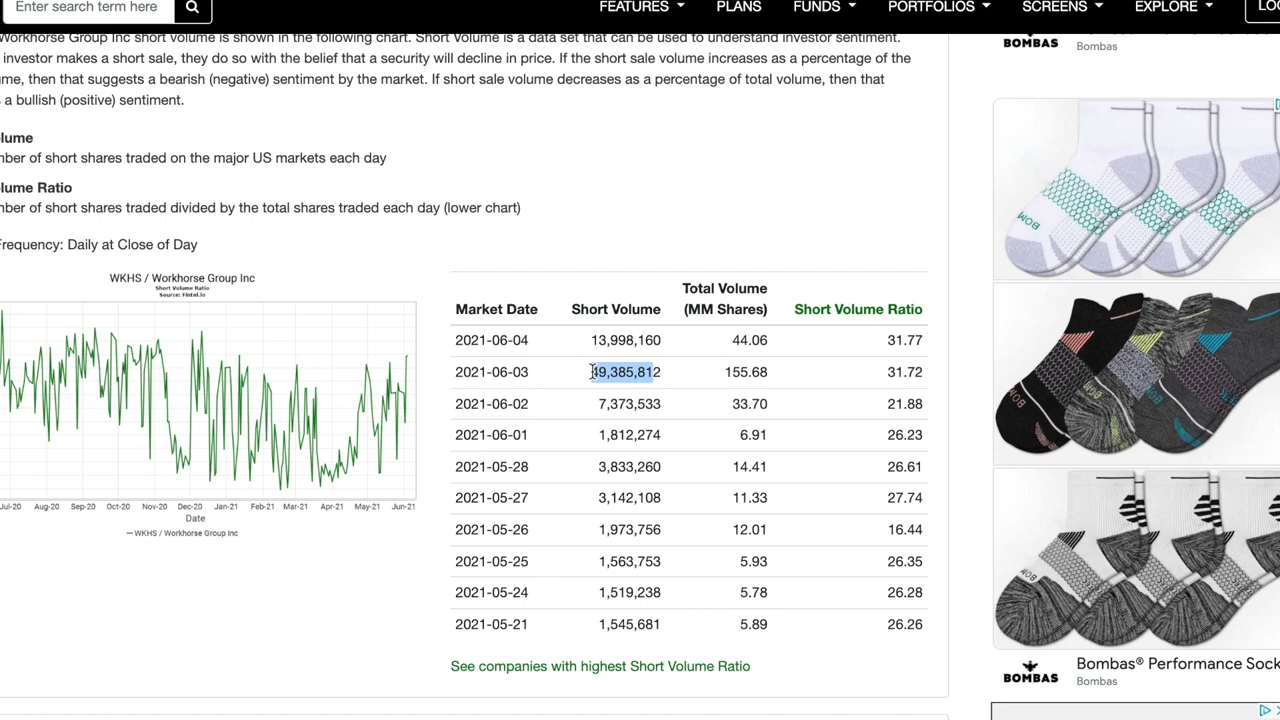 Enter search term here
FEATURES
PLANS
FUNDS
PORTFOLIOS
SCREENS
EXPLORE
LO
Workhorse Group Inc short volume is shown in the following chart. Short Volume is a data set that can be used to understand investor sentiment.
investor makes a short sale, they do so with the belief that a security will decline in price. If the short sale volume increases as a percentage of the
me, then that suggests a bearish (negative) sentiment by the market. If short sale volume decreases as a percentage of total volume, then that
a bullish (positive) sentiment.
olume
nber of short shares traded on the major US markets each day
olume Ratio
nber of short shares traded divided by the total shares traded each day (lower chart)
Frequency: Daily at Close of Day
WKHS / Workhorse Group Inc
Short Volume Ratio
Source: Fintel.io
Jul-20 Aug-20 Sep-20 Oct-20 Nov-20 Dec-20 Jan-21 Feb-21 Mar-21 Apr-21 May-21 Jun-21
Date
WKHS / Workhorse Group Inc
Market Date Short Volume Total Volume (MM Shares) Short Volume Ratio
2021-06-04 13,998,160 44.06 31.77
2021-06-03 49,385,812 155.68 31.72
2021-06-02 7,373,533 33.70 21.88
2021-06-01 1,812,274 6.91 26.23
2021-05-28 3,833,260 14.41 26.61
2021-05-27 3,142,108 11.33 27.74
2021-05-26 1,973,756 12.01 16.44
2021-05-25 1,563,753 5.93 26.35
2021-05-24 1,519,238 5.78 26.28
2021-05-21 1,545,681 5.89 26.26
See companies with highest Short Volume Ratio
BOMBAS
Bombas
BOM
BOM
BOM
BOM
Bombas® Performance Sock
BOMBAS
Bombas